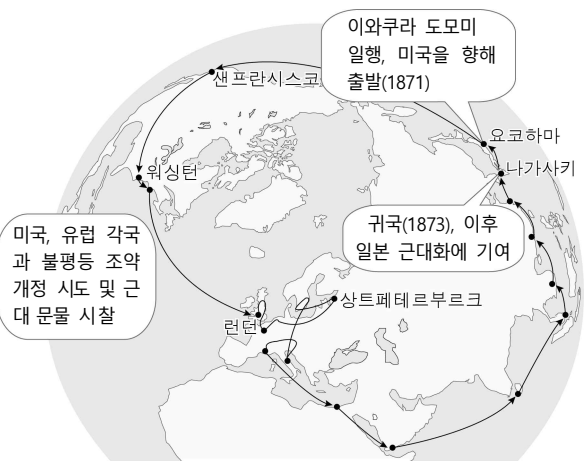 이와쿠라 도모미
일행, 미국을 향해
출발(1871)
샌프란시스코
요코하마
나가사키
워싱턴
귀국(1873), 이후
일본 근대화에 기여
미국, 유럽 각국
과 불평등 조약
개정 시도 및 근
대 문물 시찰
상트페테르부르크
런던